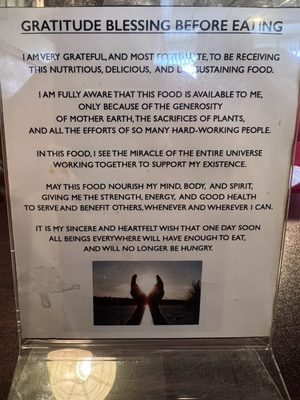 GRATITUDE BLESSING BEFORE EATING
I AM VERY GRATEFUL, AND MOST FORTUNATE, TO BE RECEIVING
THIS NUTRITIOUS, DELICIOUS, AND LIFE SUSTAINING FOOD.
I AM FULLY AWARE THAT THIS FOOD IS AVAILABLE TO ME,
ONLY BECAUSE OF THE GENEROSITY
OF MOTHER EARTH, THE SACRIFICES OF PLANTS,
AND ALL THE EFFORTS OF SO MANY HARD-WORKING PEOPLE.
IN THIS FOOD, I SEE THE MIRACLE OF THE ENTIRE UNIVERSE
WORKING TOGETHER TO SUPPORT MY EXISTENCE.
MAY THIS FOOD NOURISH MY MIND, BODY, AND SPIRIT,
GIVING ME THE STRENGTH, ENERGY, AND GOOD HEALTH
TO SERVE AND BENEFIT OTHERS, WHENEVER AND WHEREVER I CAN.
IT IS MY SINCERE AND HEARTFELT WISH THAT ONE DAY SOON
ALL BEINGS EVERYWHERE WILL HAVE ENOUGH TO EAT,
AND WILL NO LONGER BE HUNGRY.